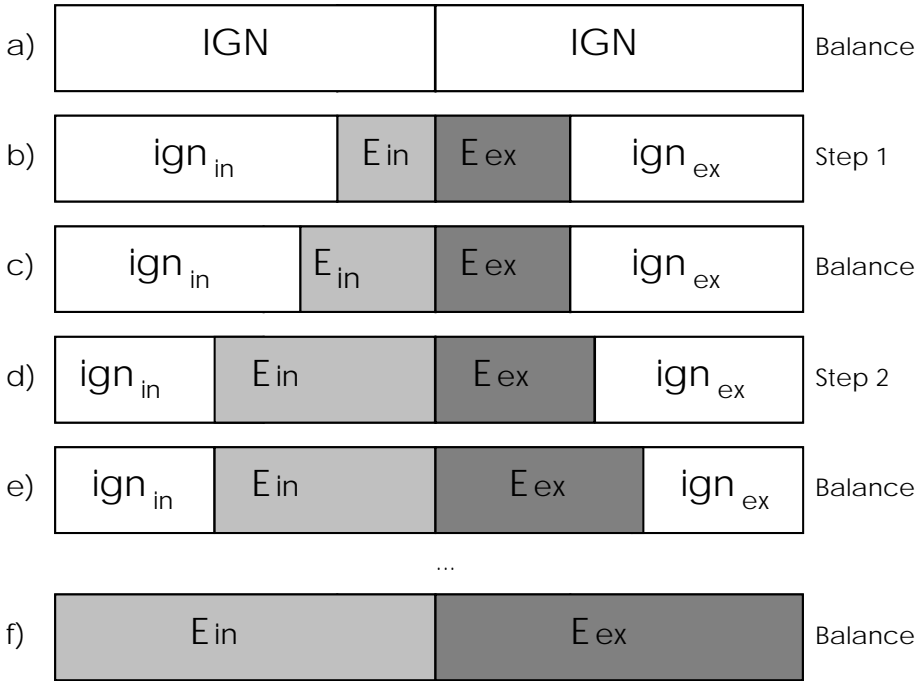 a) IGN IGN Balance
b) ign in E in E ex ign ex Step 1
c) ign in E in E ex ign ex Balance
d) ign in E in E ex ign ex Step 2
e) ign in E in E ex ign ex Balance
...
f) E in E ex Balance